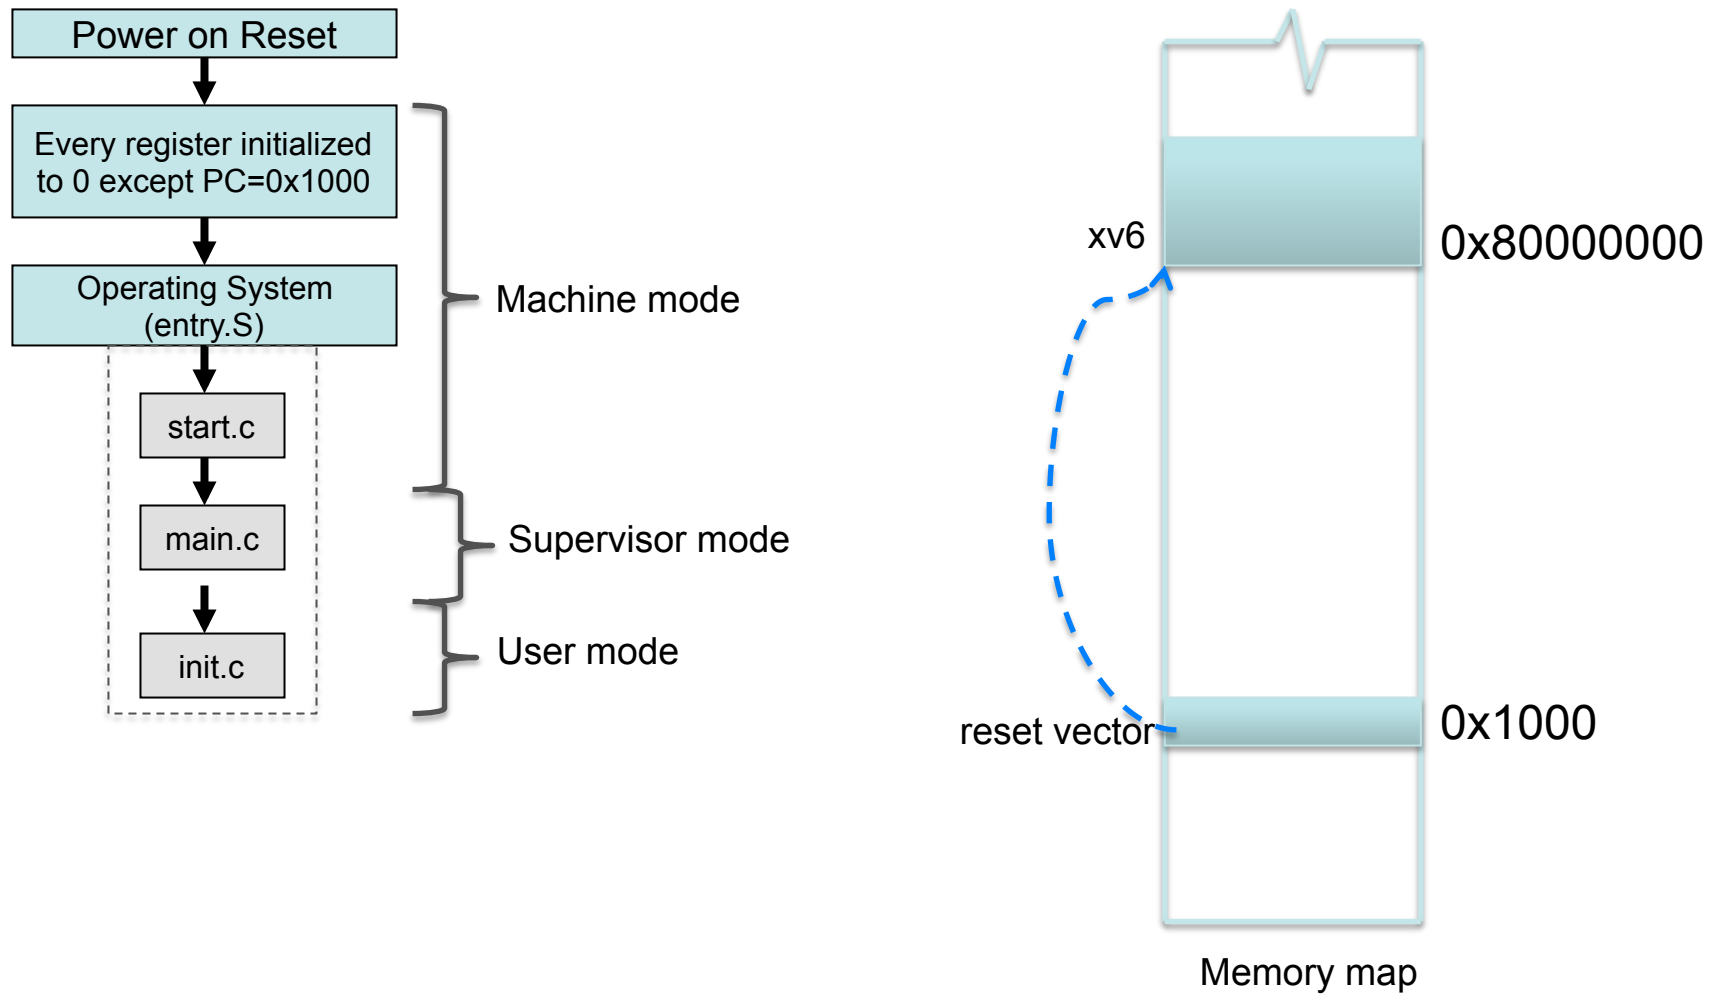 Power on Reset
Every register initialized
to 0 except PC=0x1000
Operating System
(entry.S)
start.c
main.c
init.c
Machine mode
Supervisor mode
User mode
xv6
0x80000000
reset vector
0x1000
Memory map